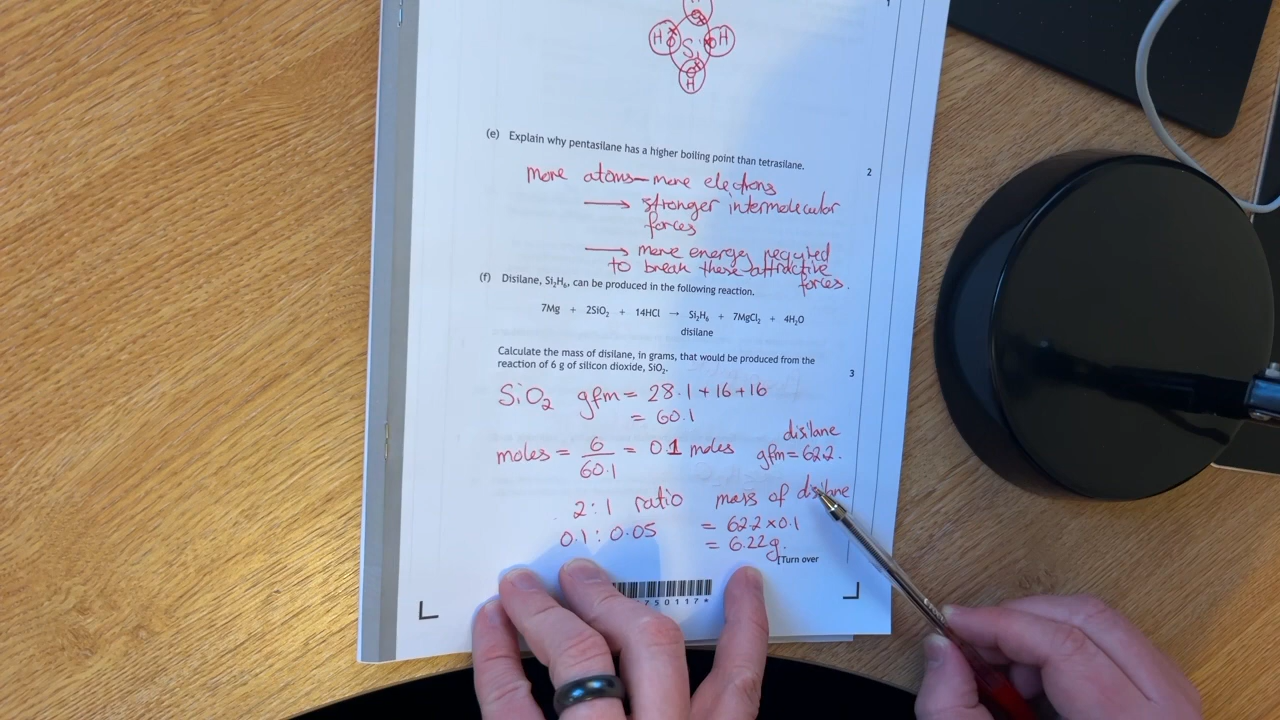 1
H
H Si H
H
(e) Explain why pentasilane has a higher boiling point than tetrasilane.
2
more atoms—more electrons
→ stronger intermolecular
forces
→ more energy required
to break these attractive
forces.
(f) Disilane, Si₂H₆, can be produced in the following reaction.
7Mg + 2SiO₂ + 14HCl → Si₂H₆ + 7MgCl₂ + 4H₂O
disilane
Calculate the mass of disilane, in grams, that would be produced from the
reaction of 6 g of silicon dioxide, SiO₂.
3
SiO₂ gfm = 28.1 + 16 + 16
= 60.1
moles = 6/60.1 = 0.1 moles
disilane
gfm = 62.2.
2:1 ratio
0.1 : 0.05
mass of disilane
= 62.2 × 0.1
= 6.22g.
[Turn over
750117*